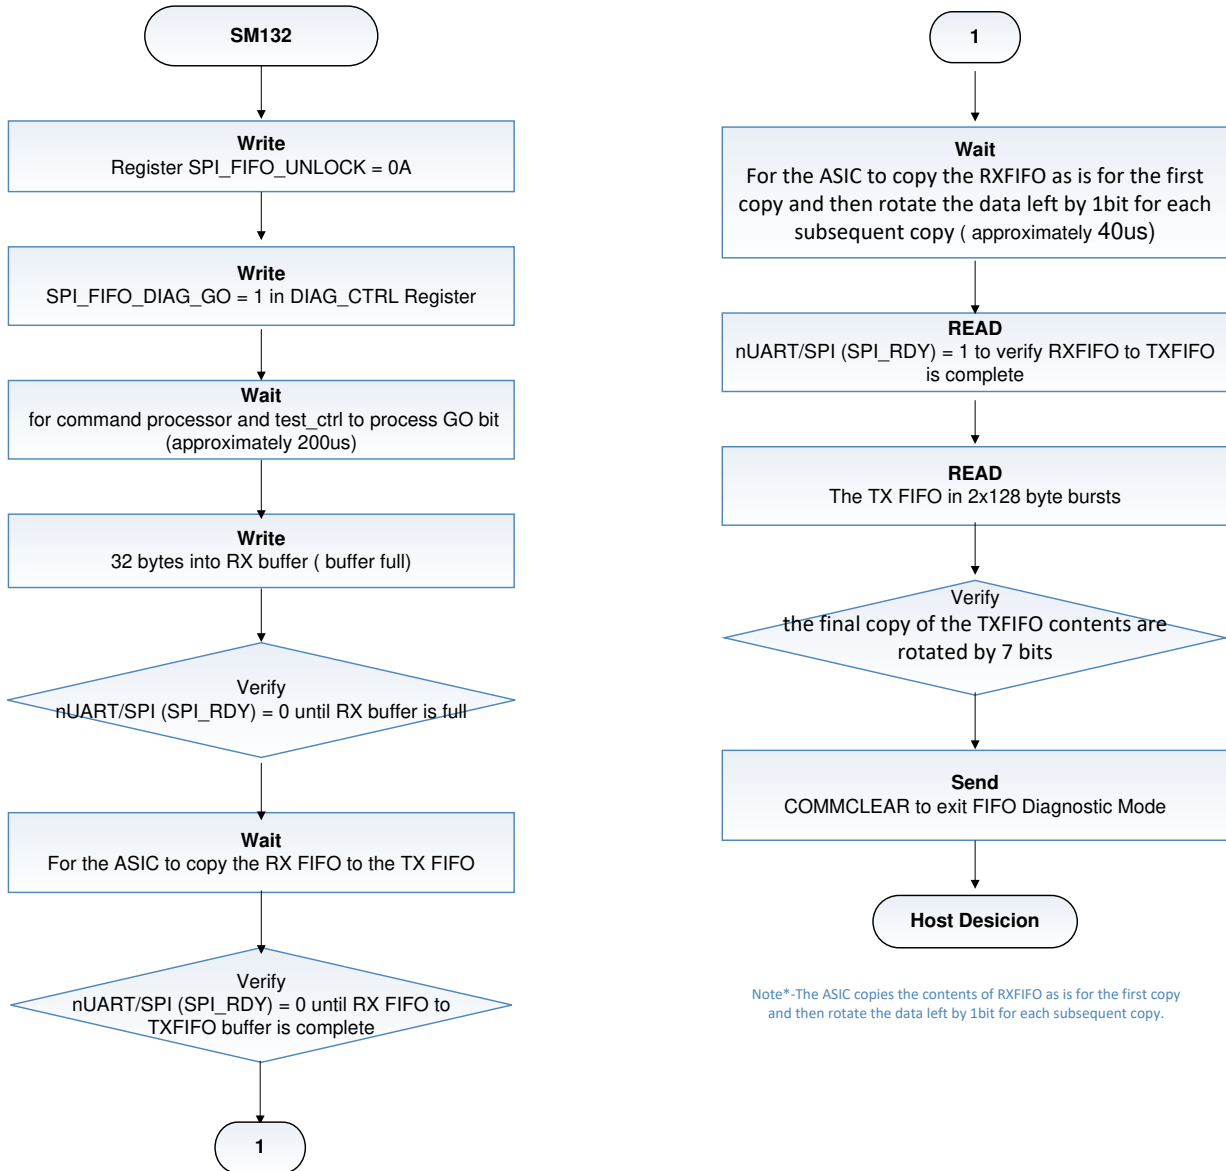 SM132
Write
Register SPI_FIFO_UNLOCK = 0A
Write
SPI_FIFO_DIAG_GO = 1 in DIAG_CTRL Register
Wait
for command processor and test_ctrl to process GO bit
(approximately 200us)
Write
32 bytes into RX buffer ( buffer full)
Verify
nUART/SPI (SPI_RDY) = 0 until RX buffer is full
Wait
For the ASIC to copy the RX FIFO to the TX FIFO
Verify
nUART/SPI (SPI_RDY) = 0 until RX FIFO to
TXFIFO buffer is complete
1
1
Wait
For the ASIC to copy the RXFIFO as is for the first
copy and then rotate the data left by 1bit for each
subsequent copy ( approximately 40us)
READ
nUART/SPI (SPI_RDY) = 1 to verify RXFIFO to TXFIFO
is complete
READ
The TX FIFO in 2x128 byte bursts
Verify
the final copy of the TXFIFO contents are
rotated by 7 bits
Send
COMMCLEAR to exit FIFO Diagnostic Mode
Host Desicion
Note*-The ASIC copies the contents of RXFIFO as is for the first copy
and then rotate the data left by 1bit for each subsequent copy.